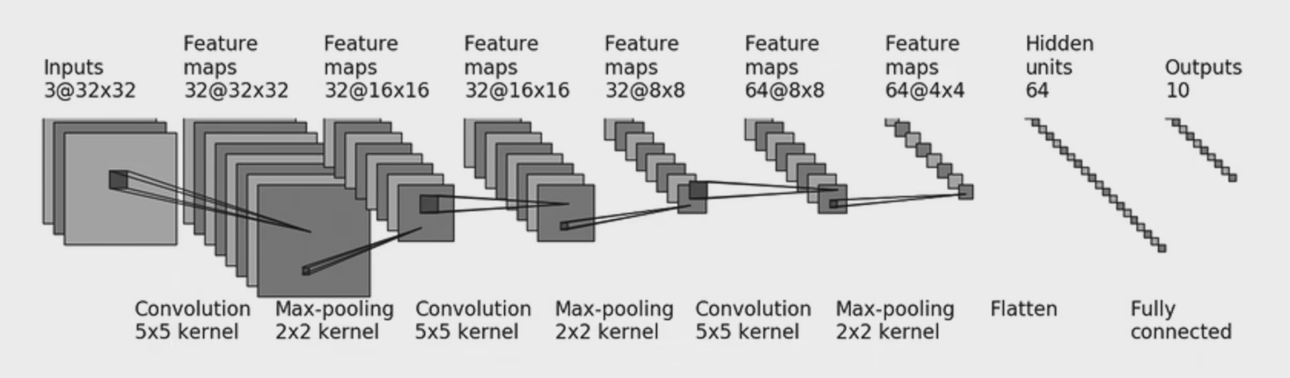 Inputs
3@32x32
Feature
maps
32@32x32
Feature
maps
32@16x16
Feature
maps
32@16x16
Feature
maps
32@8x8
Feature
maps
64@8x8
Feature
maps
64@4x4
Hidden
units
64
Outputs
10
Convolution
5x5 kernel
Max-pooling
2x2 kernel
Convolution
5x5 kernel
Max-pooling
2x2 kernel
Convolution
5x5 kernel
Max-pooling
2x2 kernel
Flatten
Fully
connected